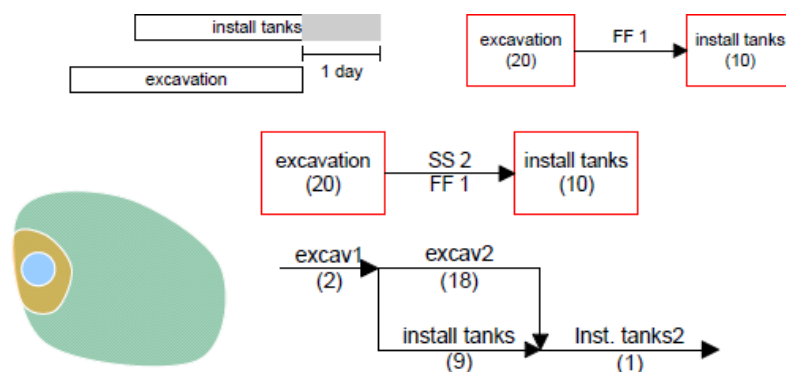 install tanks
1 day
excavation
excavation
(20)
FF 1
install tanks
(10)
excavation
(20)
SS 2
FF 1
install tanks
(10)
excav1
(2)
excav2
(18)
install tanks
(9)
Inst. tanks2
(1)